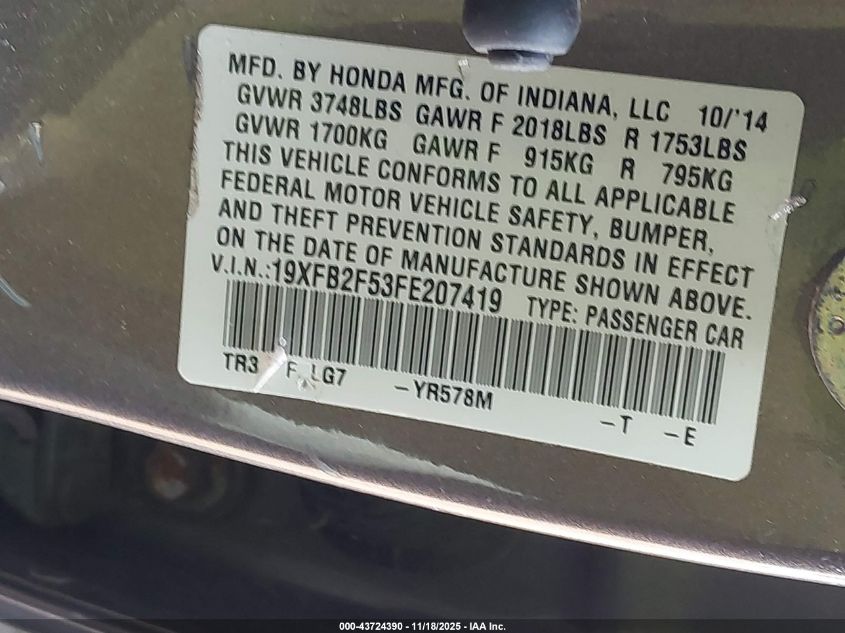 MFD. BY HONDA MFG. OF INDIANA, LLC 10/'14
GVWR 3748LBS GAWR F 2018LBS R 1753LBS
GVWR 1700KG GAWR F 915KG R 795KG
THIS VEHICLE CONFORMS TO ALL APPLICABLE
FEDERAL MOTOR VEHICLE SAFETY, BUMPER,
AND THEFT PREVENTION STANDARDS IN EFFECT
ON THE DATE OF MANUFACTURE SHOWN ABOVE.
V.I.N.:19XFB2F53FE207419 TYPE: PASSENGER CAR
TR3 F LG7 -YR578M -T -E
000-43724390 - 11/18/2025 - IAA Inc.